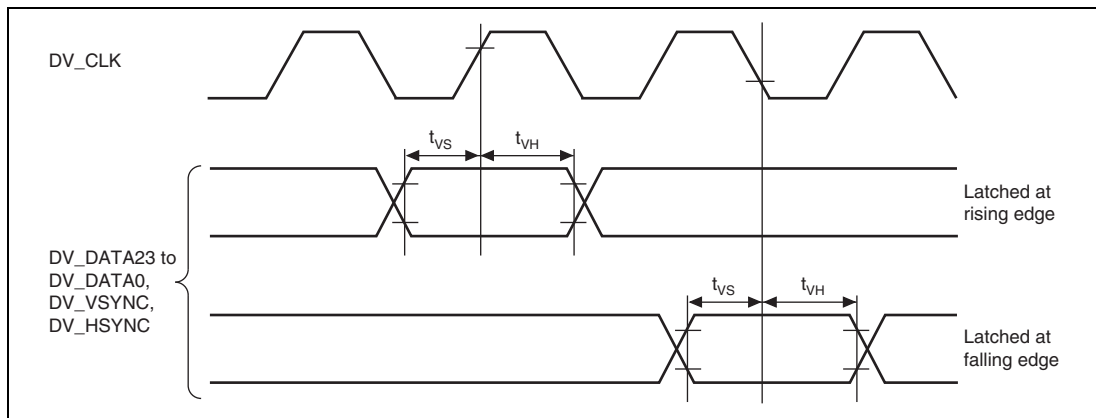 DV_CLK
tVS
tVH
Latched at
rising edge
DV_DATA23 to
DV_DATA0,
DV_VSYNC,
DV_HSYNC
tVS
tVH
Latched at
falling edge